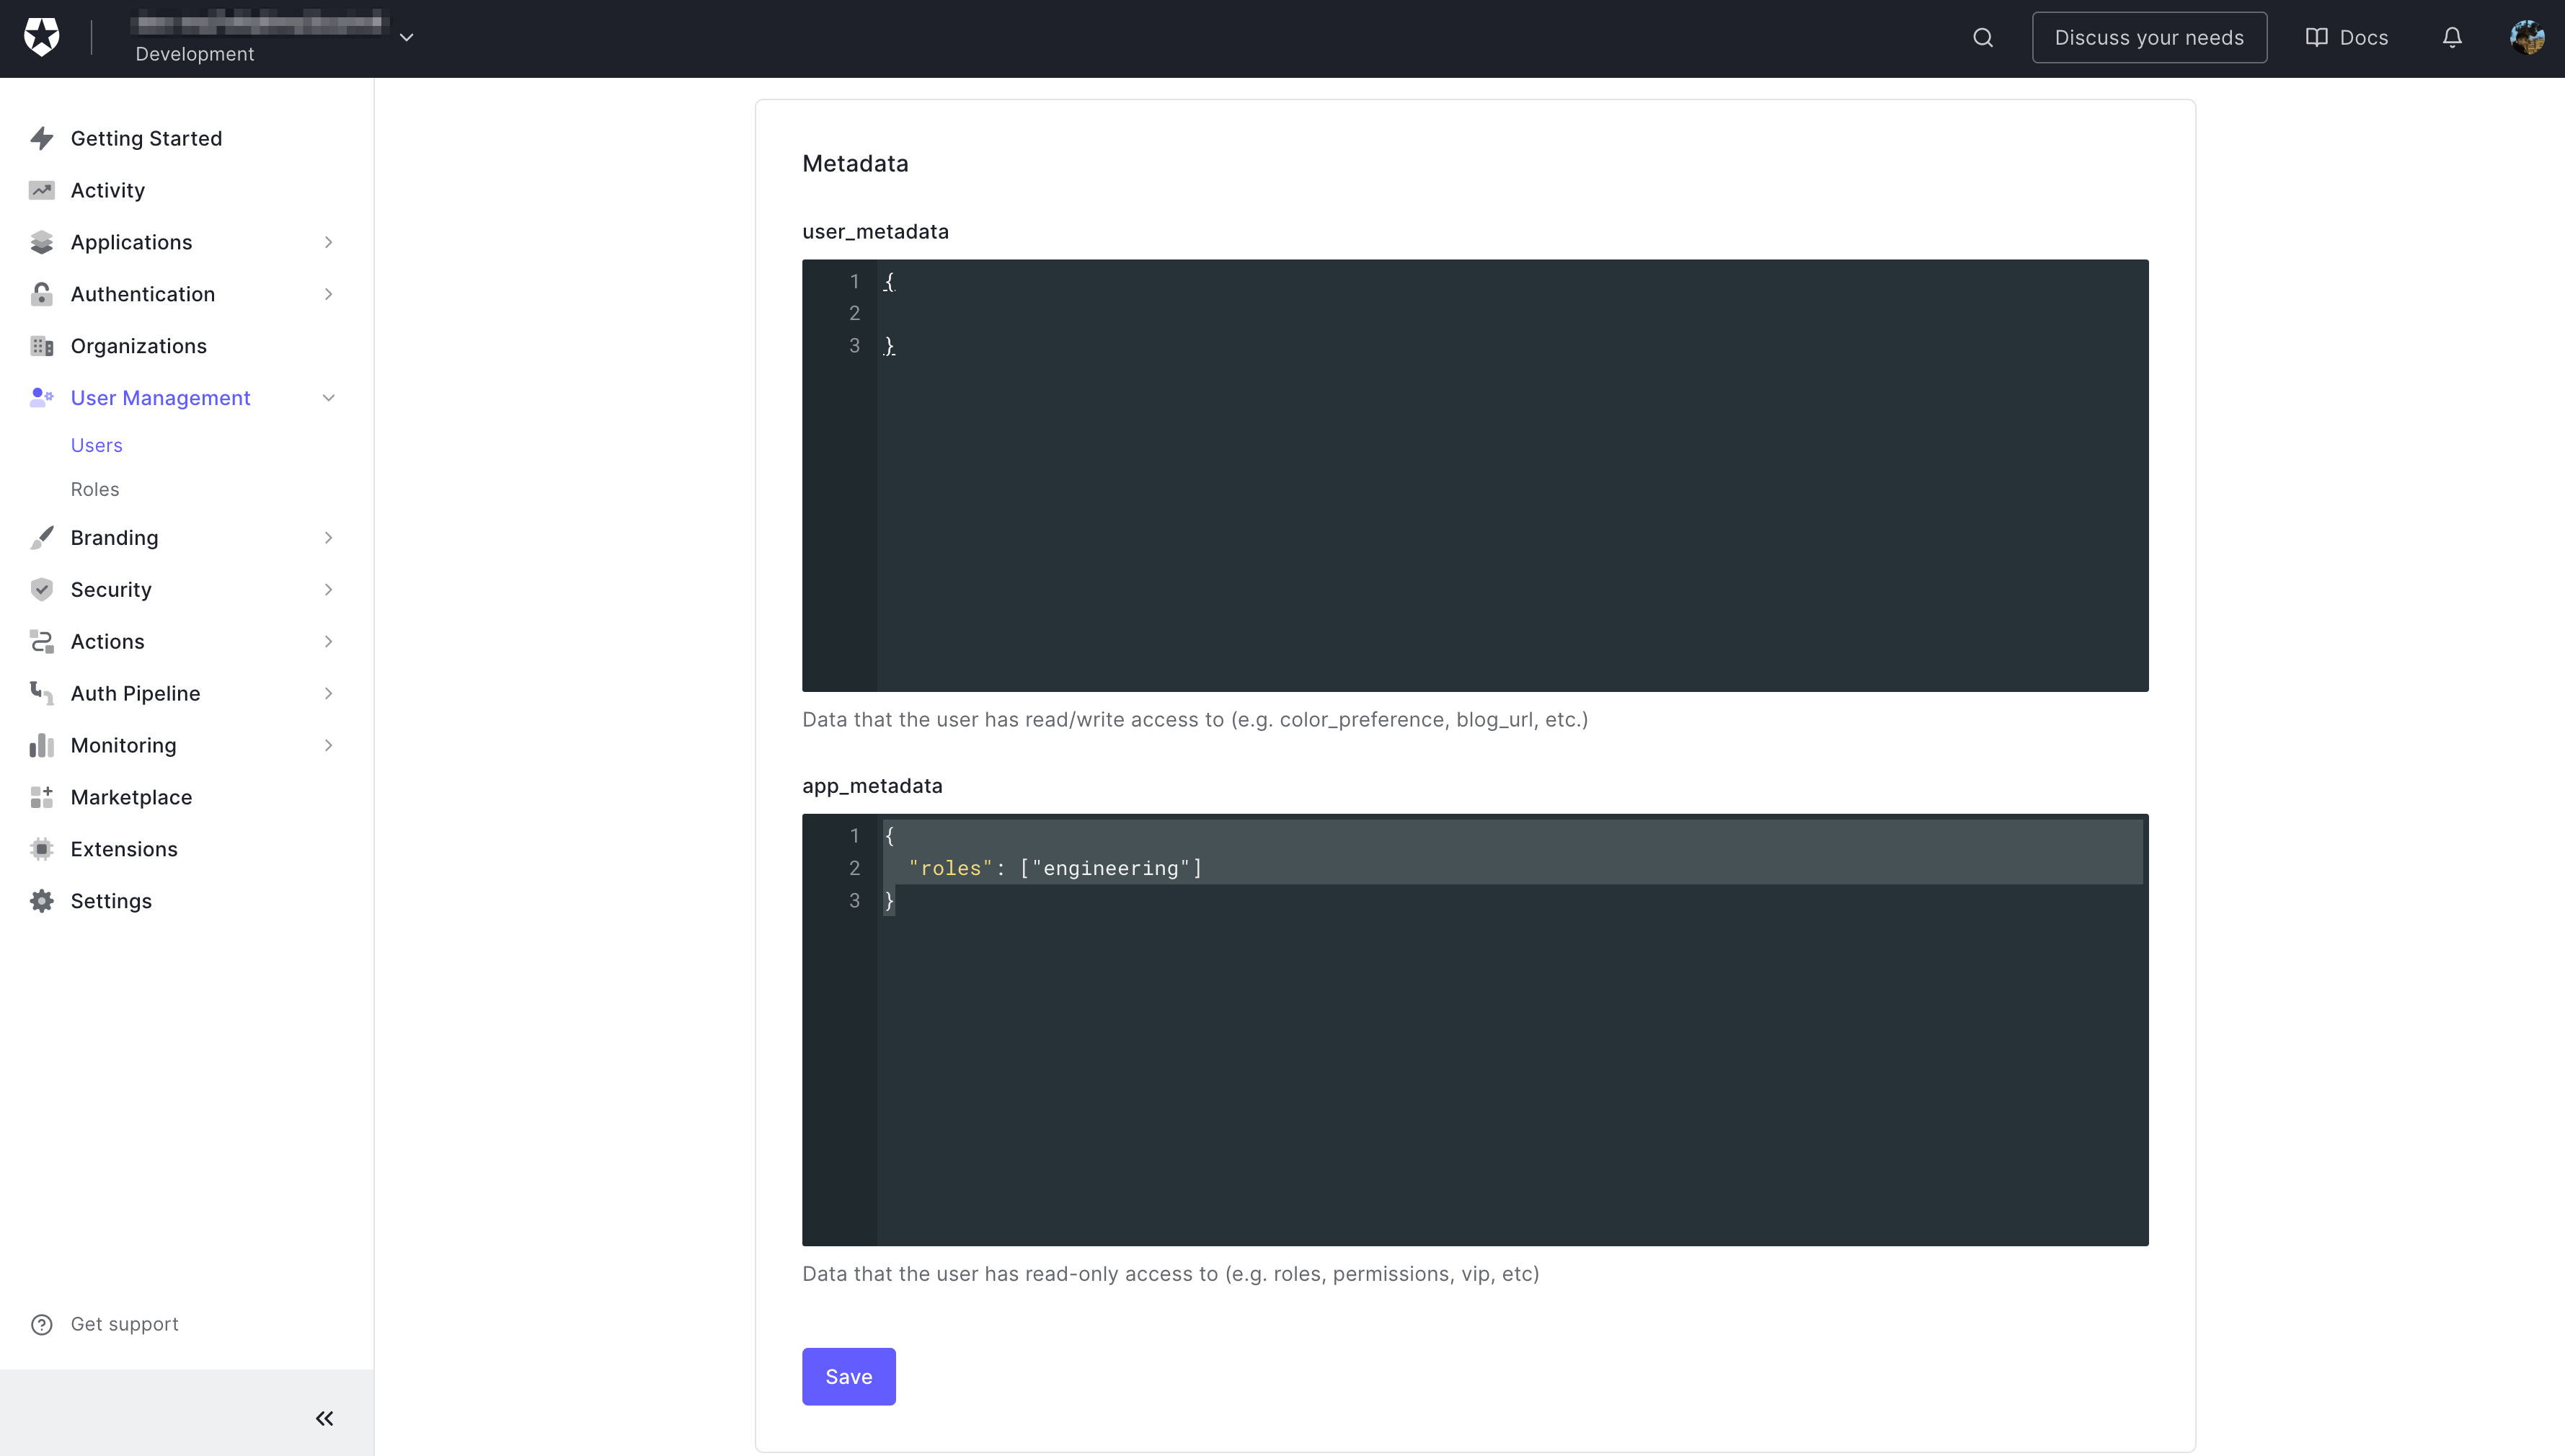 Development
Discuss your needs
Docs
Getting Started
Activity
Applications
Authentication
Organizations
User Management
Users
Roles
Branding
Security
Actions
Auth Pipeline
Monitoring
Marketplace
Extensions
Settings
Get support
Metadata
user_metadata
1 {
2
3 }
Data that the user has read/write access to (e.g. color_preference, blog_url, etc.)
app_metadata
1 {
2 "roles": ["engineering"]
3 }
Data that the user has read-only access to (e.g. roles, permissions, vip, etc)
Save